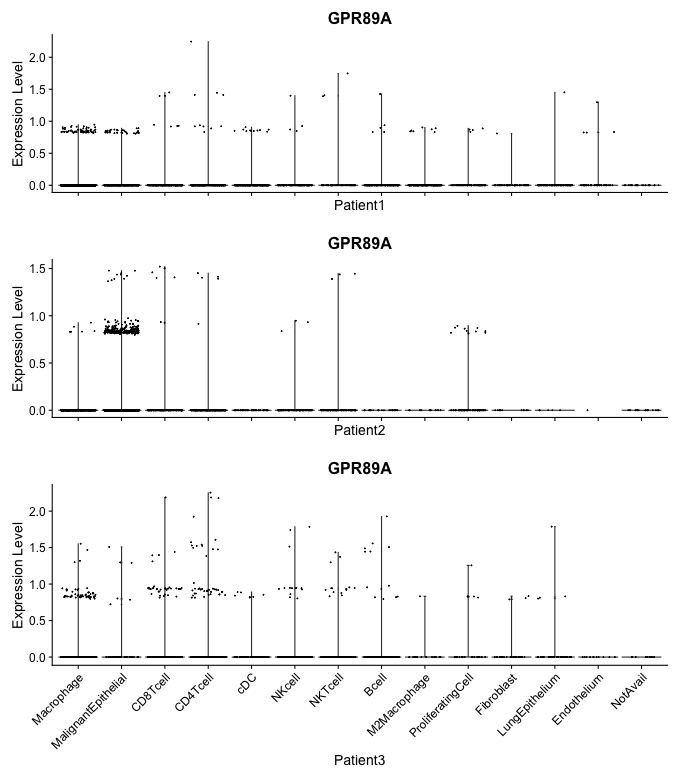 GPR89A
Expression Level
2.0
1.5
1.0
0.5
0.0
Patient1
GPR89A
Expression Level
1.5
1.0
0.5
0.0
Patient2
GPR89A
Expression Level
2.0
1.5
1.0
0.5
0.0
Macrophage
MalignantEpithelial
CD8Tcell
CD4Tcell
cDC
NKcell
NKTcell
Bcell
M2Macrophage
ProliferatingCell
Fibroblast
LungEpithelium
Endothelium
NotAvail
Patient3